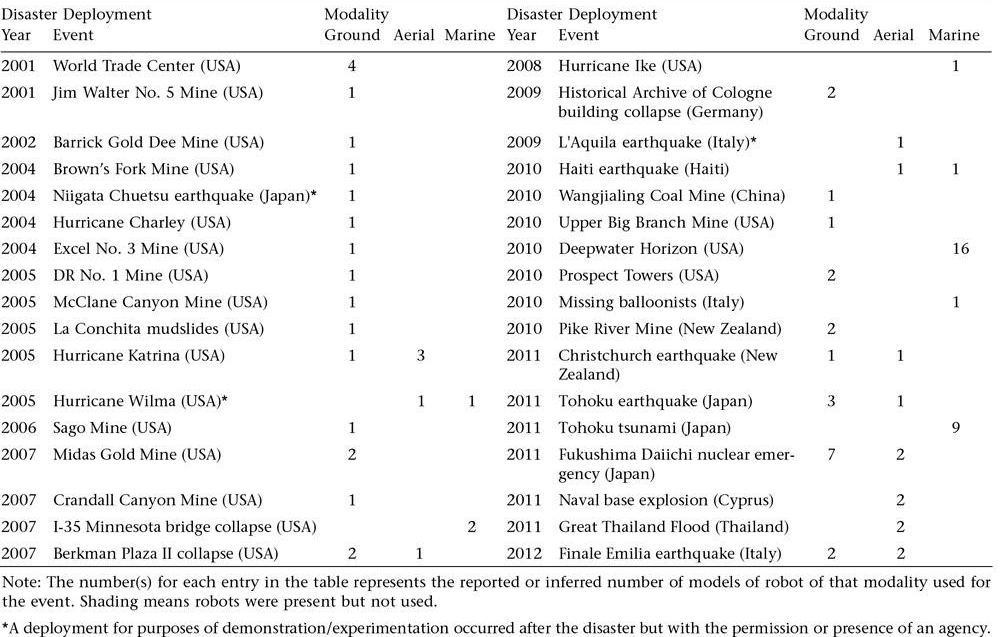 Disaster Deployment Modality Disaster Deployment Modality
Year Event Ground Aerial Marine Year Event Ground Aerial Marine
2001 World Trade Center (USA) 4 2008 Hurricane Ike (USA) 1
2001 Jim Walter No. 5 Mine (USA) 1 2009 Historical Archive of Cologne 2
building collapse (Germany)
2002 Barrick Gold Dee Mine (USA) 1 2009 L'Aquila earthquake (Italy)* 1
2004 Brown's Fork Mine (USA) 1 2010 Haiti earthquake (Haiti) 1 1
2004 Niigata Chuetsu earthquake (Japan)* 1 2010 Wangjialing Coal Mine (China) 1
2004 Hurricane Charley (USA) 1 2010 Upper Big Branch Mine (USA) 1
2004 Excel No. 3 Mine (USA) 1 2010 Deepwater Horizon (USA) 16
2005 DR No. 1 Mine (USA) 1 2010 Prospect Towers (USA) 2
2005 McClane Canyon Mine (USA) 1 2010 Missing balloonists (Italy) 1
2005 La Conchita mudslides (USA) 1 2010 Pike River Mine (New Zealand) 2
2005 Hurricane Katrina (USA) 1 3 2011 Christchurch earthquake (New 1 1
Zealand)
2005 Hurricane Wilma (USA)* 1 1 2011 Tohoku earthquake (Japan) 3 1
2006 Sago Mine (USA) 1 2011 Tohoku tsunami (Japan) 9
2007 Midas Gold Mine (USA) 2 2011 Fukushima Daiichi nuclear emer- 7 2
gency (Japan)
2007 Crandall Canyon Mine (USA) 1 2011 Naval base explosion (Cyprus) 2
2007 I-35 Minnesota bridge collapse (USA) 2 2011 Great Thailand Flood (Thailand) 2
2007 Berkman Plaza II collapse (USA) 2 1 2012 Finale Emilia earthquake (Italy) 2 2
Note: The number(s) for each entry in the table represents the reported or inferred number of models of robot of that modality used for
the event. Shading means robots were present but not used.
*A deployment for purposes of demonstration/experimentation occurred after the disaster but with the permission or presence of an agency.